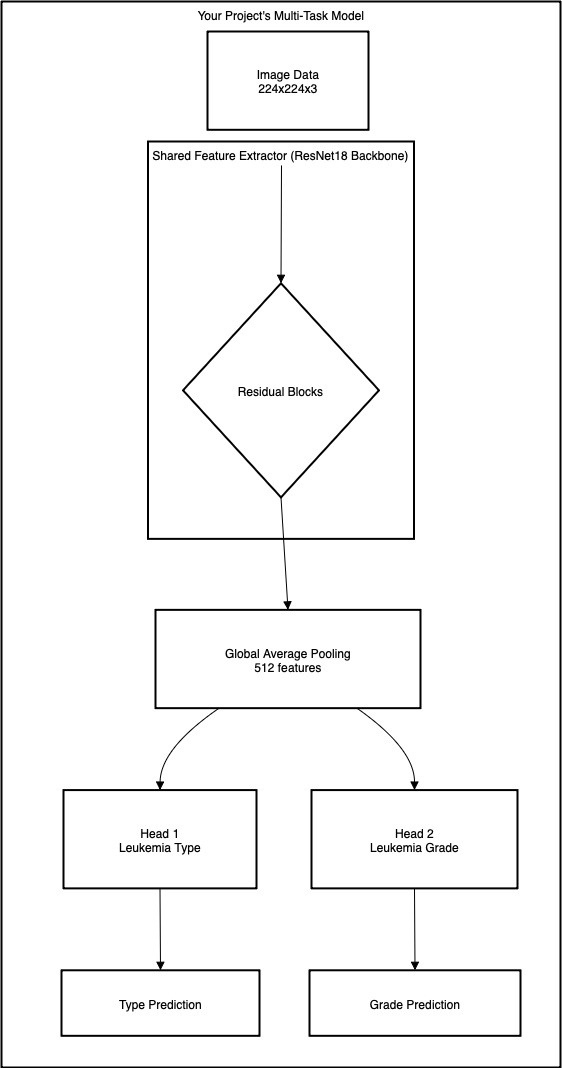 Your Project's Multi-Task Model
Image Data
224x224x3
Shared Feature Extractor (ResNet18 Backbone)
Residual Blocks
Global Average Pooling
512 features
Head 1
Leukemia Type
Head 2
Leukemia Grade
Type Prediction
Grade Prediction